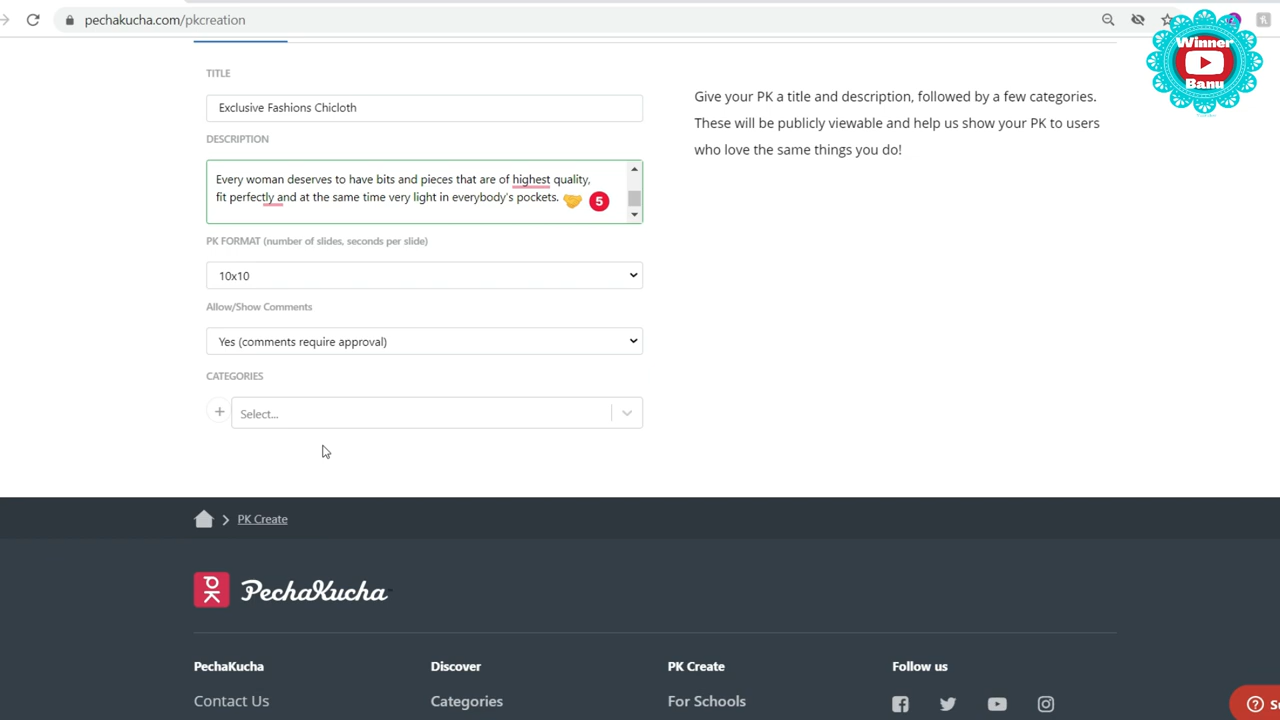 pechakucha.com/pkcreation
Winner
Banu
TITLE
Exclusive Fashions Chicloth
Give your PK a title and description, followed by a few categories.
These will be publicly viewable and help us show your PK to users
who love the same things you do!
DESCRIPTION
Every woman deserves to have bits and pieces that are of highest quality,
fit perfectly and at the same time very light in everybody's pockets.
5
PK FORMAT (number of slides, seconds per slide)
10x10
Allow/Show Comments
Yes (comments require approval)
CATEGORIES
+ Select...
PK Create
PK PechaKucha
PechaKucha
Discover
PK Create
Follow us
Contact Us
Categories
For Schools